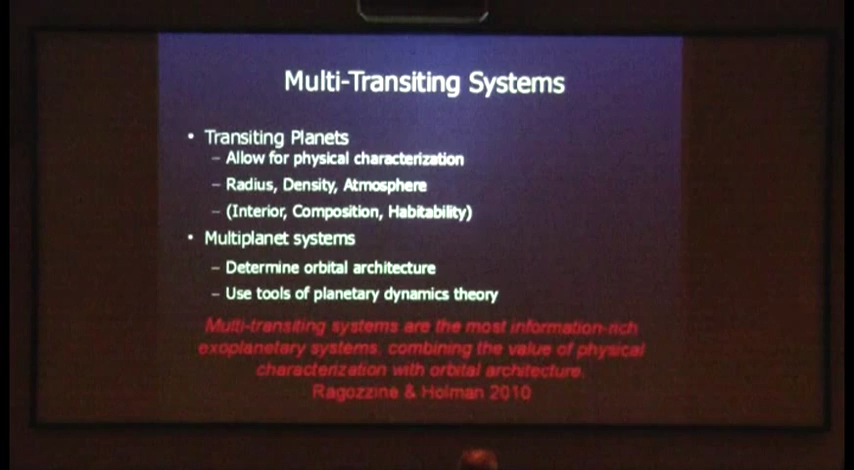 Multi-Transiting Systems
• Transiting Planets
– Allow for physical characterization
– Radius, Density, Atmosphere
– (Interior, Composition, Habitability)
• Multiplanet systems
– Determine orbital architecture
– Use tools of planetary dynamics theory
Multi-transiting systems are the most information-rich
exoplanetary systems, combining the value of physical
characterization with orbital architecture.
Ragozzine & Holman 2010